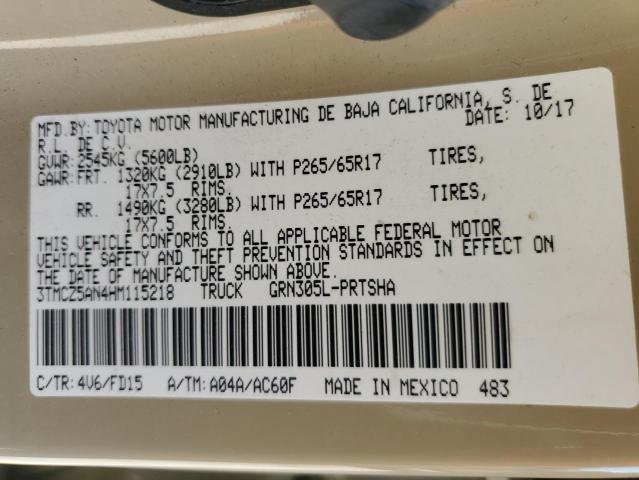 MFD.BY:TOYOTA MOTOR MANUFACTURING DE BAJA CALIFORNIA, S. DE
R.L. DE C.V. DATE: 10/17
GVWR:2545KG (5600LB)
GAWR:FRT. 1320KG (2910LB) WITH P265/65R17 TIRES,
17X7.5 RIMS.
RR. 1490KG (3280LB) WITH P265/65R17 TIRES,
17X7.5 RIMS.
THIS VEHICLE CONFORMS TO ALL APPLICABLE FEDERAL MOTOR
VEHICLE SAFETY AND THEFT PREVENTION STANDARDS IN EFFECT ON
THE DATE OF MANUFACTURE SHOWN ABOVE.
3TMCZ5AN4HM115218 TRUCK GRN305L-PRTSHA
C/TR: 4V6/FD15 A/TM: A04A/AC60F MADE IN MEXICO 483